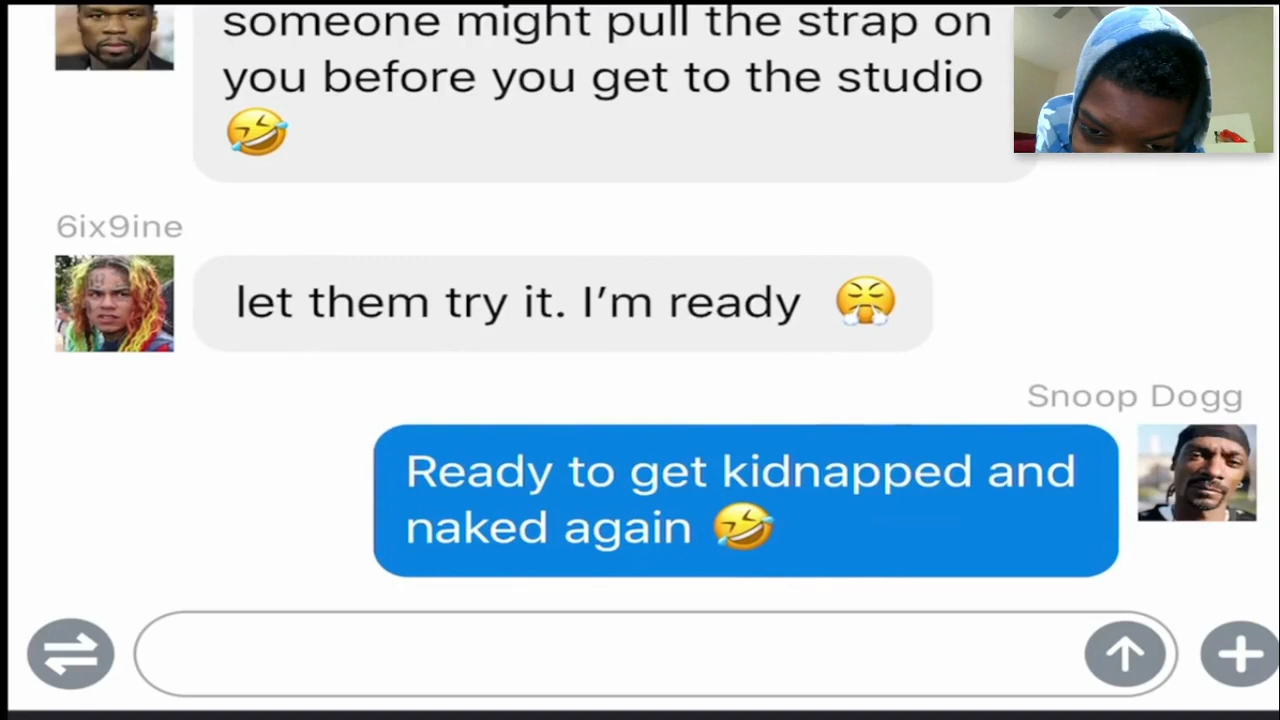 someone might pull the strap on
you before you get to the studio
🤣
6ix9ine
let them try it. I’m ready 😤
Snoop Dogg
Ready to get kidnapped and
naked again 🤣